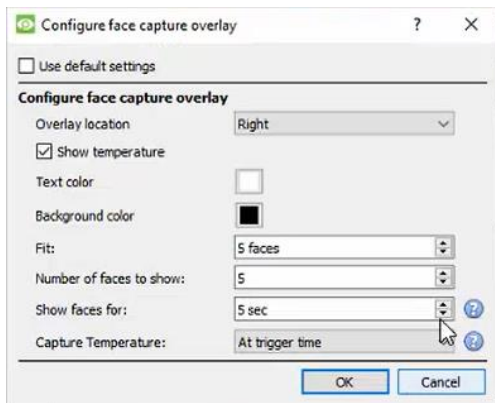 Configure face capture overlay ? ×
Use default settings
Configure face capture overlay
Overlay location Right
Show temperature
Text color
Background color
Fit: 5 faces
Number of faces to show: 5
Show faces for: 5 sec ?
Capture Temperature: At trigger time ?
OK Cancel